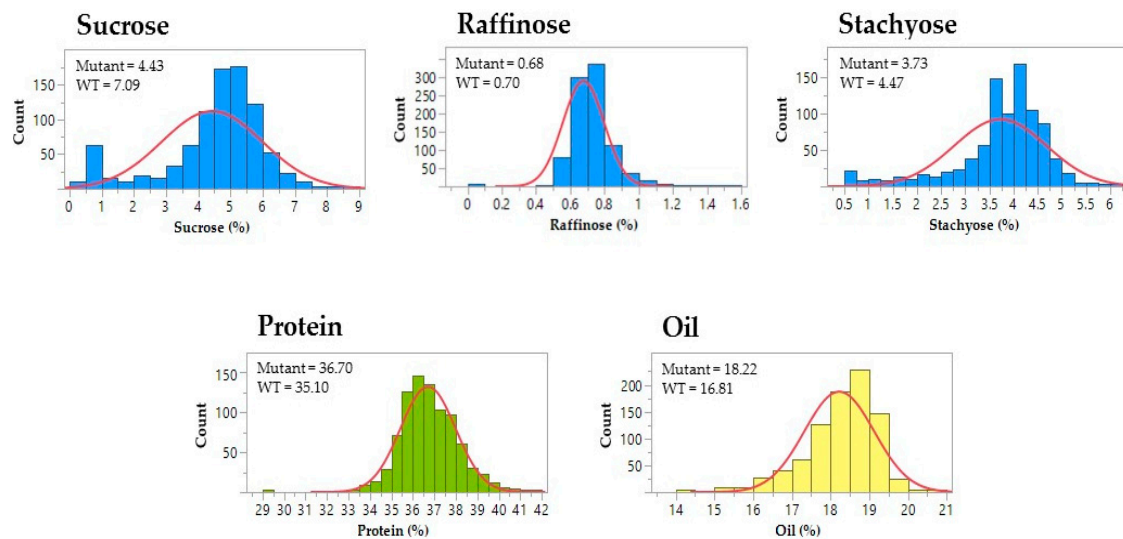 Sucrose
Mutant = 4.43
WT = 7.09
150
100
50
Count
0 1 2 3 4 5 6 7 8 9
Sucrose (%)
Raffinose
Mutant = 0.68
WT = 0.70
300
250
200
150
100
50
Count
0 0.2 0.4 0.6 0.8 1 1.2 1.4 1.6
Raffinose (%)
Stachyose
Mutant = 3.73
WT = 4.47
150
100
50
Count
0.5 1 1.5 2 2.5 3 3.5 4 4.5 5 5.5 6
Stachyose (%)
Protein
Mutant = 36.70
WT = 35.10
150
100
50
Count
29 30 31 32 33 34 35 36 37 38 39 40 41 42
Protein (%)
Oil
Mutant = 18.22
WT = 16.81
200
150
100
50
Count
14 15 16 17 18 19 20 21
Oil (%)